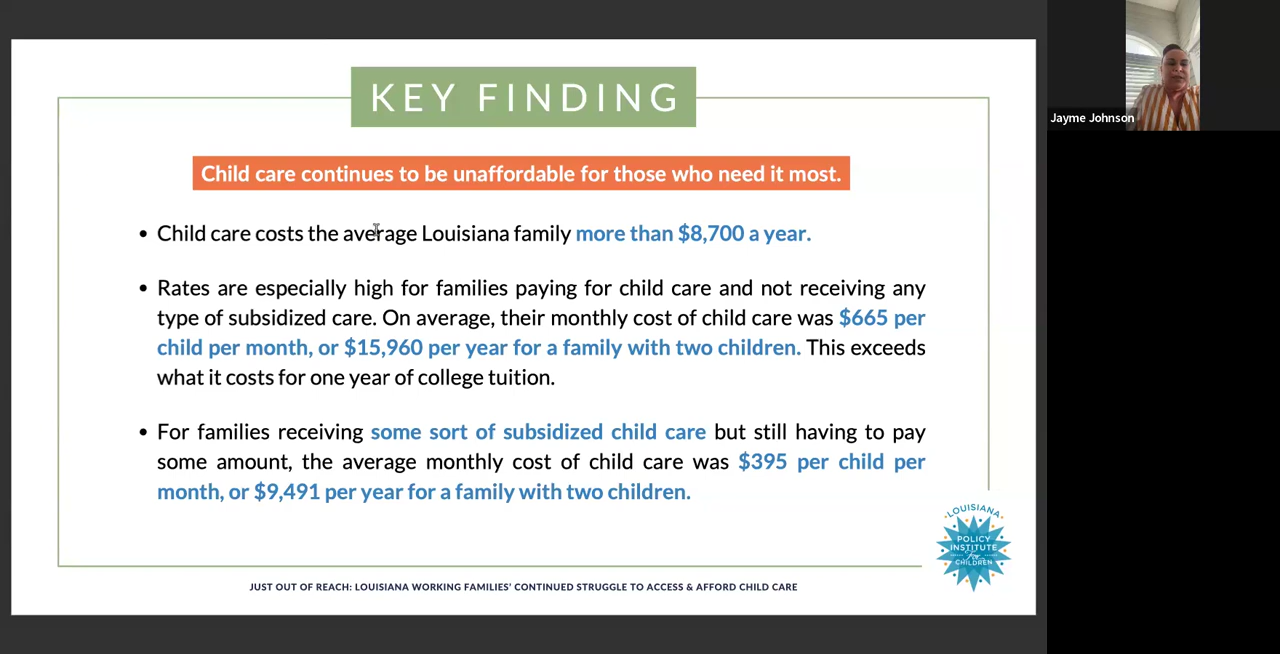 KEY FINDING
Child care continues to be unaffordable for those who need it most.
• Child care costs the average Louisiana family more than $8,700 a year.
• Rates are especially high for families paying for child care and not receiving any
type of subsidized care. On average, their monthly cost of child care was $665 per
child per month, or $15,960 per year for a family with two children. This exceeds
what it costs for one year of college tuition.
• For families receiving some sort of subsidized child care but still having to pay
some amount, the average monthly cost of child care was $395 per child per
month, or $9,491 per year for a family with two children.
LOUISIANA
POLICY
INSTITUTE
For
CHILDREN
JUST OUT OF REACH: LOUISIANA WORKING FAMILIES' CONTINUED STRUGGLE TO ACCESS & AFFORD CHILD CARE
Jayme Johnson